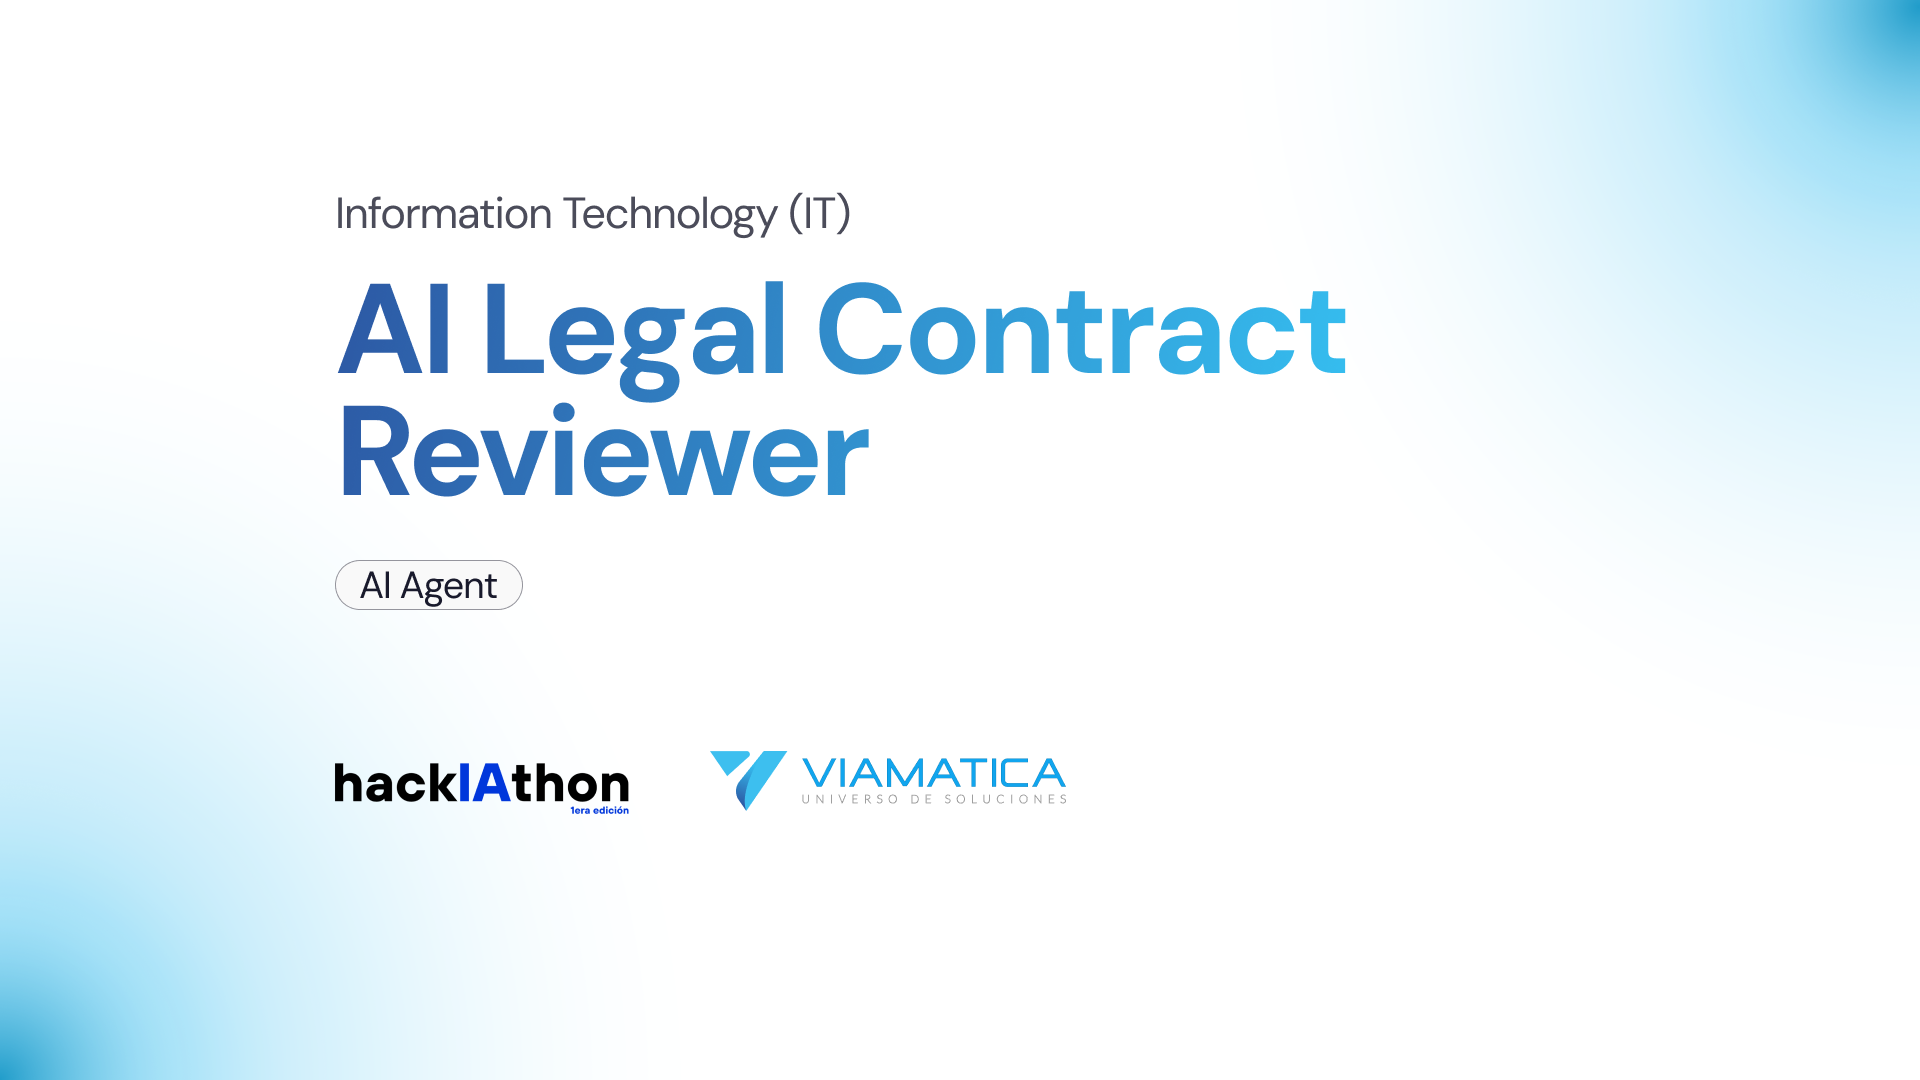 Information Technology (IT)
AI Legal Contract
Reviewer
AI Agent
hackIAthon
1era edición
VIAMATICA
UNIVERSO DE SOLUCIONES